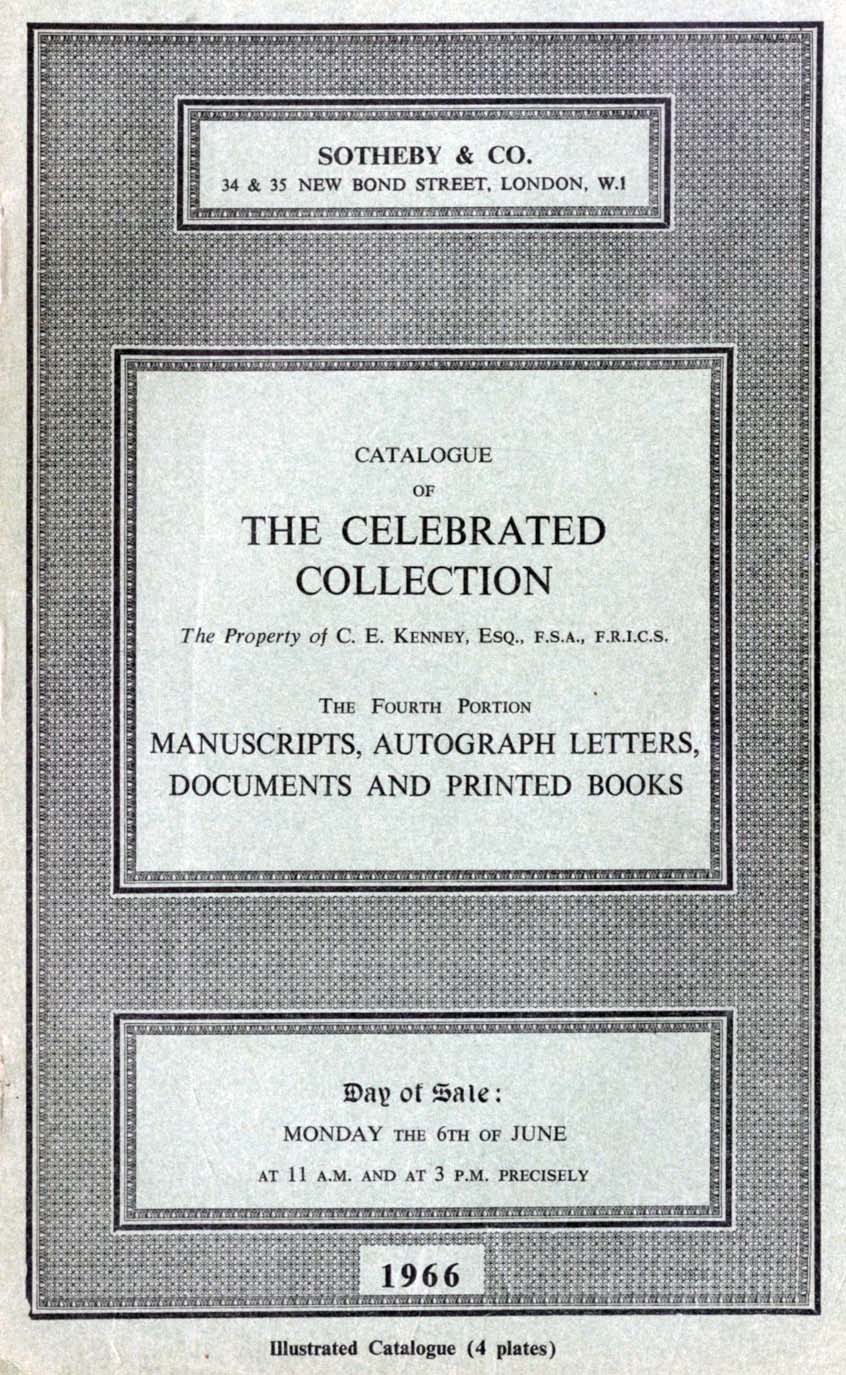 SOTHEBY & CO.
34 & 35 NEW BOND STREET, LONDON, W.1
CATALOGUE
OF
THE CELEBRATED
COLLECTION
The Property of C. E. KENNEY, ESQ., F.S.A., F.R.I.C.S.
THE FOURTH PORTION
MANUSCRIPTS, AUTOGRAPH LETTERS,
DOCUMENTS AND PRINTED BOOKS
Day of Sale:
MONDAY THE 6TH OF JUNE
AT 11 A.M. AND AT 3 P.M. PRECISELY
1966
Illustrated Catalogue (4 plates)